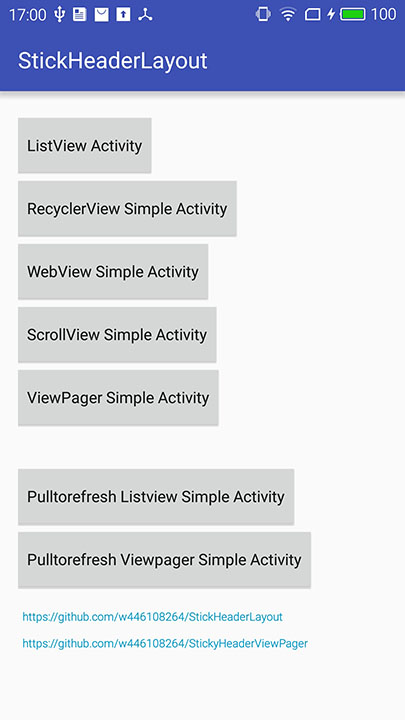 17:00 100
StickHeaderLayout
ListView Activity
RecyclerView Simple Activity
WebView Simple Activity
ScrollView Simple Activity
ViewPager Simple Activity
Pulltorefresh Listview Simple Activity
Pulltorefresh Viewpager Simple Activity
https://github.com/w446108264/StickHeaderLayout
https://github.com/w446108264/StickyHeaderViewPager